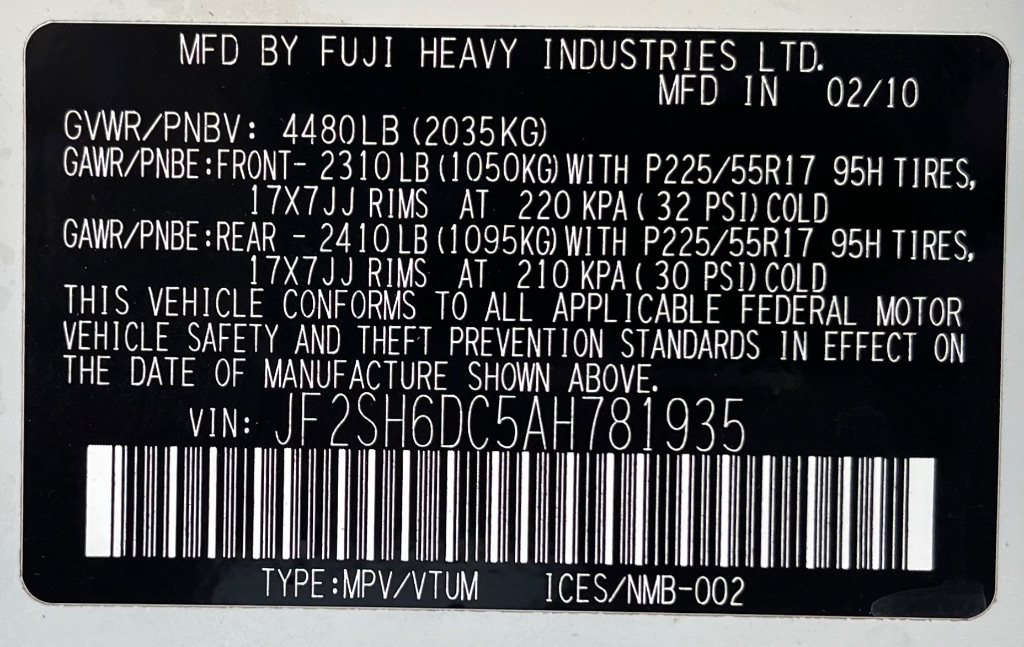 MFD BY FUJI HEAVY INDUSTRIES LTD.
MFD IN 02/10
GVWR/PNBV: 4480LB (2035KG)
GAWR/PNBE:FRONT- 2310LB (1050KG) WITH P225/55R17 95H TIRES,
17X7JJ RIMS AT 220 KPA ( 32 PSI) COLD
GAWR/PNBE:REAR - 2410LB (1095KG) WITH P225/55R17 95H TIRES,
17X7JJ RIMS AT 210 KPA ( 30 PSI) COLD
THIS VEHICLE CONFORMS TO ALL APPLICABLE FEDERAL MOTOR
VEHICLE SAFETY AND THEFT PREVENTION STANDARDS IN EFFECT ON
THE DATE OF MANUFACTURE SHOWN ABOVE.
VIN: JF2SH6DC5AH781935
TYPE:MPV/VTUM ICES/NMB-002